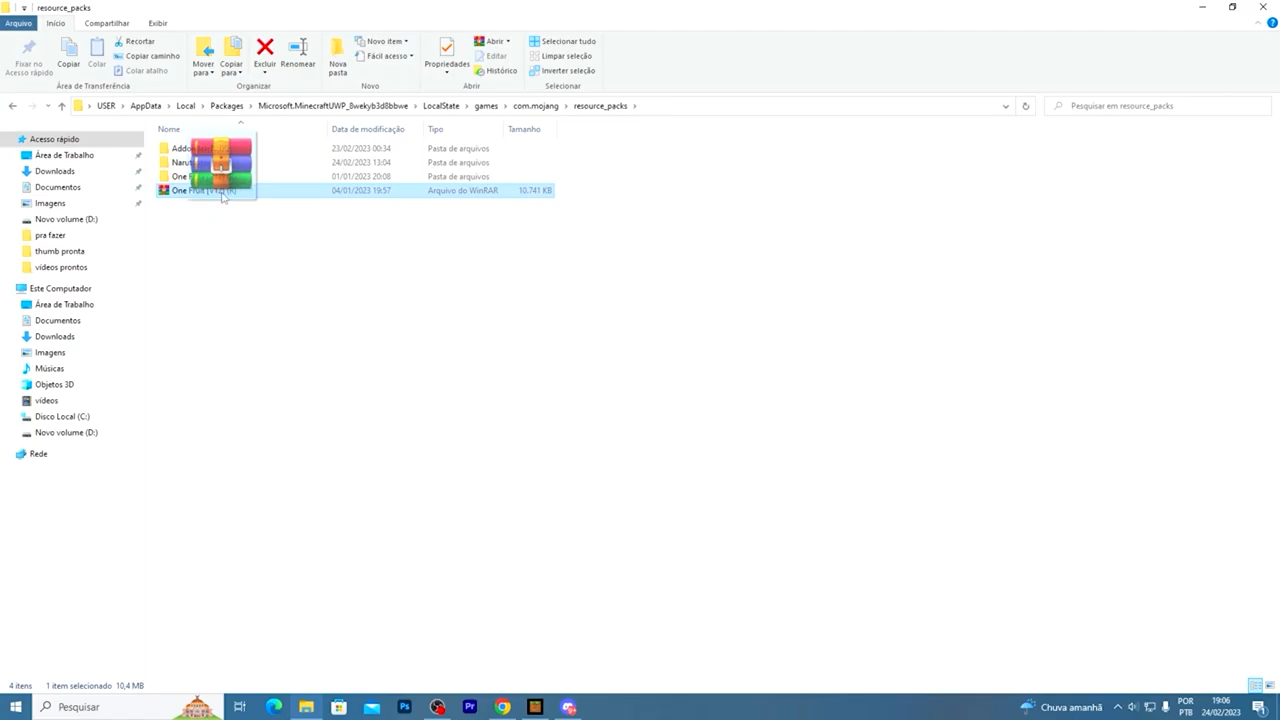 resource_packs
Arquivo Início Compartilhar Exibir
Fixar no Acesso rápido
Copiar
Colar
Recortar
Copiar caminho
Colar atalho
Área de Transferência
Mover para
Copiar para
Excluir
Renomear
Organizar
Nova pasta
Novo item
Fácil acesso
Novo
Propriedades
Abrir
Editar
Histórico
Abrir
Selecionar tudo
Limpar seleção
Inverter seleção
Selecionar
USER AppData Local Packages Microsoft.MinecraftUWP_8wekyb3d8bbwe LocalState games com.mojang resource_packs
Pesquisar em resource_packs
Nome Data de modificação Tipo Tamanho
23/02/2023 00:34 Pasta de arquivos
24/02/2023 13:04 Pasta de arquivos
One 01/01/2023 20:08 Pasta de arquivos
One Fruit 04/01/2023 19:57 Arquivo do WinRAR 10.741 KB
Acesso rápido
Área de Trabalho
Downloads
Documentos
Imagens
Novo volume (D:)
pra fazer
thumb pronta
vídeos prontos
Este Computador
Área de Trabalho
Documentos
Downloads
Imagens
Músicas
Objetos 3D
vídeos
Disco Local (C:)
Novo volume (D:)
Rede
4 itens 1 item selecionado 10,4 MB
Pesquisar
Ps
Pr
Chuva amanhã
POR
PTB
19:06
24/02/2023